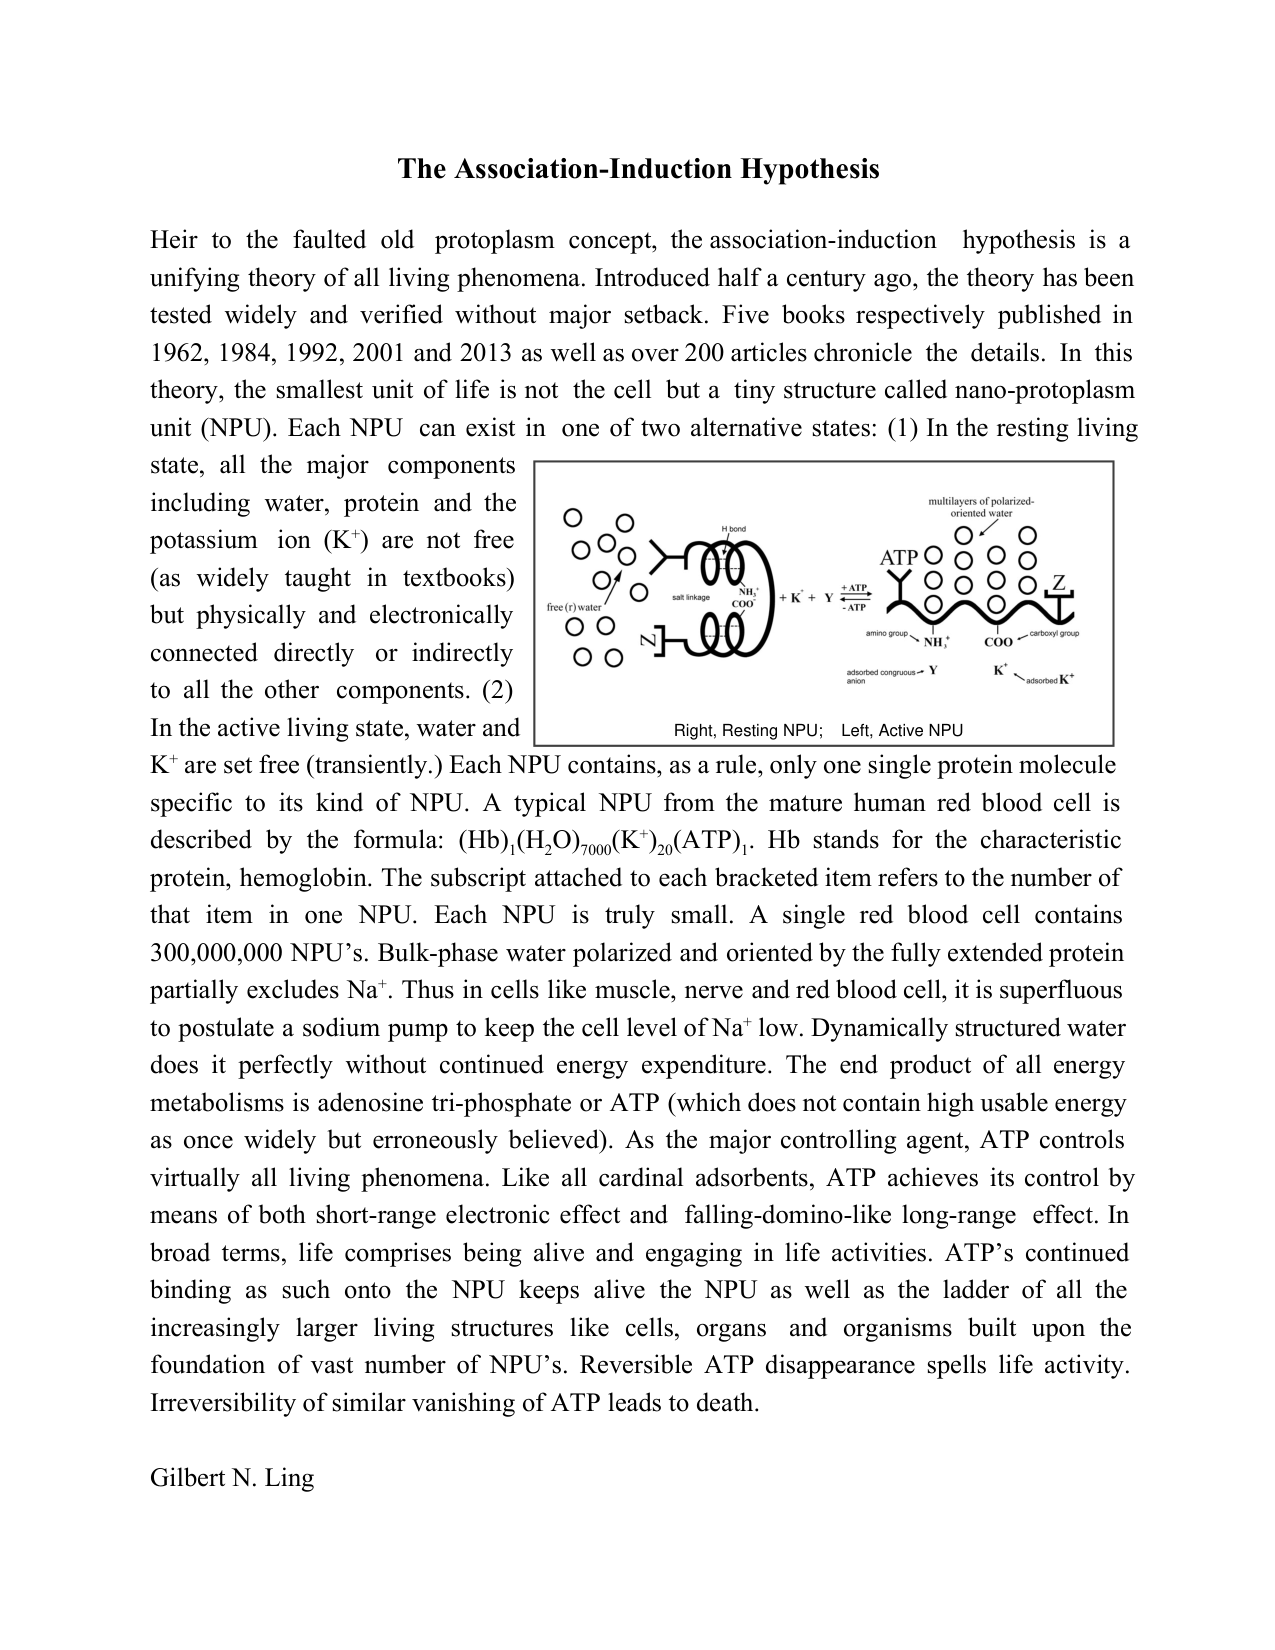 The Association-Induction Hypothesis
Heir to the faulted old protoplasm concept, the association-induction hypothesis is a
unifying theory of all living phenomena. Introduced half a century ago, the theory has been
tested widely and verified without major setback. Five books respectively published in
1962, 1984, 1992, 2001 and 2013 as well as over 200 articles chronicle the details. In this
theory, the smallest unit of life is not the cell but a tiny structure called nano-protoplasm
unit (NPU). Each NPU can exist in one of two alternative states: (1) In the resting living
state, all the major components
including water, protein and the
potassium ion (K⁺) are not free
(as widely taught in textbooks)
but physically and electronically
connected directly or indirectly
to all the other components. (2)
In the active living state, water and
multilayers of polarized-
oriented water
H bond
ATP
Z
salt linkage
NH₃⁺
COO⁻
free (r) water
Z
+ K⁺ + Y
+ ATP
- ATP
amino group
NH₃⁺
COO⁻
carboxyl group
adsorbed congruous
anion
Y
K⁺
adsorbed K⁺
Right, Resting NPU; Left, Active NPU
K⁺ are set free (transiently.) Each NPU contains, as a rule, only one single protein molecule
specific to its kind of NPU. A typical NPU from the mature human red blood cell is
described by the formula: (Hb)₁(H₂O)₇₀₀₀(K⁺)₂₀(ATP)₁. Hb stands for the characteristic
protein, hemoglobin. The subscript attached to each bracketed item refers to the number of
that item in one NPU. Each NPU is truly small. A single red blood cell contains
300,000,000 NPU’s. Bulk-phase water polarized and oriented by the fully extended protein
partially excludes Na⁺. Thus in cells like muscle, nerve and red blood cell, it is superfluous
to postulate a sodium pump to keep the cell level of Na⁺ low. Dynamically structured water
does it perfectly without continued energy expenditure. The end product of all energy
metabolisms is adenosine tri-phosphate or ATP (which does not contain high usable energy
as once widely but erroneously believed). As the major controlling agent, ATP controls
virtually all living phenomena. Like all cardinal adsorbents, ATP achieves its control by
means of both short-range electronic effect and falling-domino-like long-range effect. In
broad terms, life comprises being alive and engaging in life activities. ATP’s continued
binding as such onto the NPU keeps alive the NPU as well as the ladder of all the
increasingly larger living structures like cells, organs and organisms built upon the
foundation of vast number of NPU’s. Reversible ATP disappearance spells life activity.
Irreversibility of similar vanishing of ATP leads to death.
Gilbert N. Ling